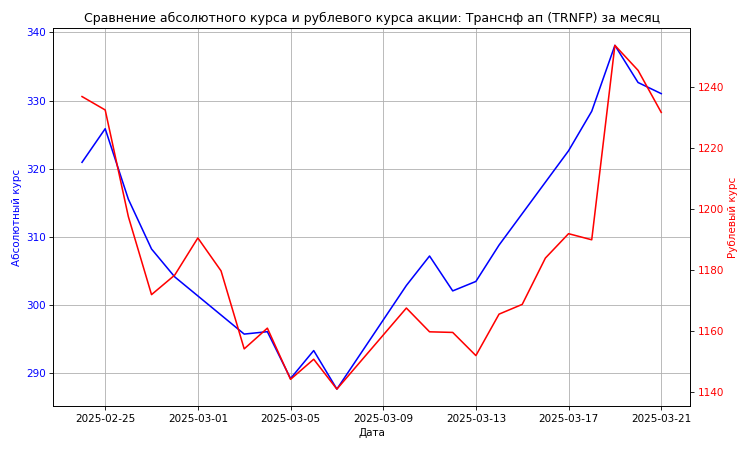 Сравнение абсолютного курса и рублевого курса акции: Транснф ап (TRNFP) за месяц
340
330
320
310
300
290
Абсолютный курс
1240
1220
1200
1180
1160
1140
Рублевый курс
2025-02-25 2025-03-01 2025-03-05 2025-03-09 2025-03-13 2025-03-17 2025-03-21
Дата